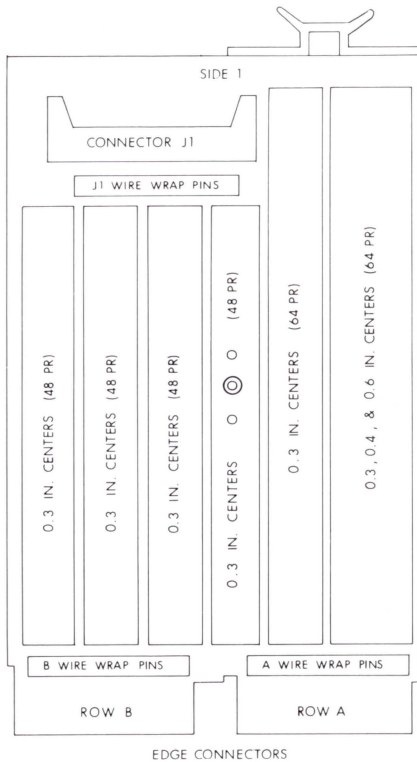 SIDE 1
CONNECTOR J1
J1 WIRE WRAP PINS
0.3 IN. CENTERS (48 PR)
0.3 IN. CENTERS (48 PR)
0.3 IN. CENTERS (48 PR)
0.3 IN. CENTERS (48 PR)
0.3 IN. CENTERS (64 PR)
0.3, 0.4, & 0.6 IN. CENTERS (64 PR)
B WIRE WRAP PINS
A WIRE WRAP PINS
ROW B
ROW A
EDGE CONNECTORS